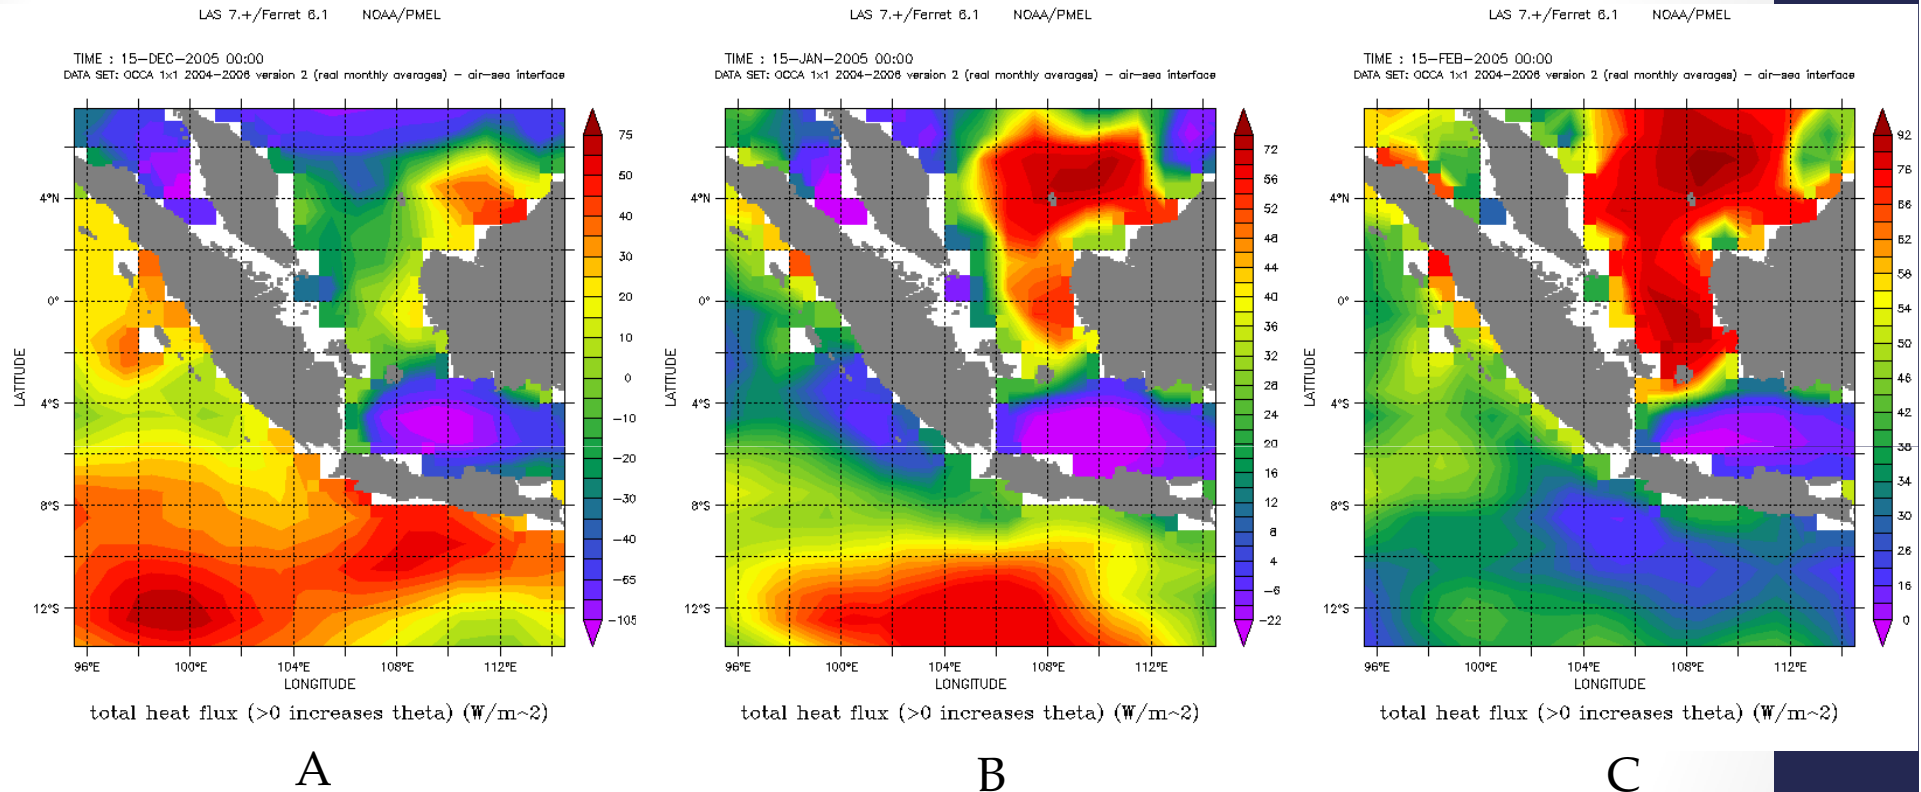 LAS 7.+/Ferret 6.1 NOAA/PMEL
TIME : 15-DEC-2005 00:00
DATA SET: OCCA 1x1 2004-2006 version 2 (real monthly averages) - air-sea interface
75
50
40
30
20
10
0
-10
-20
-30
-40
-65
-105
4°N
0°
4°S
8°S
12°S
LATITUDE
96°E 100°E 104°E 108°E 112°E
LONGITUDE
total heat flux (>0 increases theta) (W/m~2)
A
LAS 7.+/Ferret 6.1 NOAA/PMEL
TIME : 15-JAN-2005 00:00
DATA SET: OCCA 1x1 2004-2006 version 2 (real monthly averages) - air-sea interface
72
56
52
48
44
40
36
32
28
24
20
16
12
8
4
-6
-22
4°N
0°
4°S
8°S
12°S
LATITUDE
96°E 100°E 104°E 108°E 112°E
LONGITUDE
total heat flux (>0 increases theta) (W/m~2)
B
LAS 7.+/Ferret 6.1 NOAA/PMEL
TIME : 15-FEB-2005 00:00
DATA SET: OCCA 1x1 2004-2006 version 2 (real monthly averages) - air-sea interface
92
76
66
62
58
54
50
46
42
38
34
30
26
16
0
4°N
0°
4°S
8°S
12°S
LATITUDE
96°E 100°E 104°E 108°E 112°E
LONGITUDE
total heat flux (>0 increases theta) (W/m~2)
C